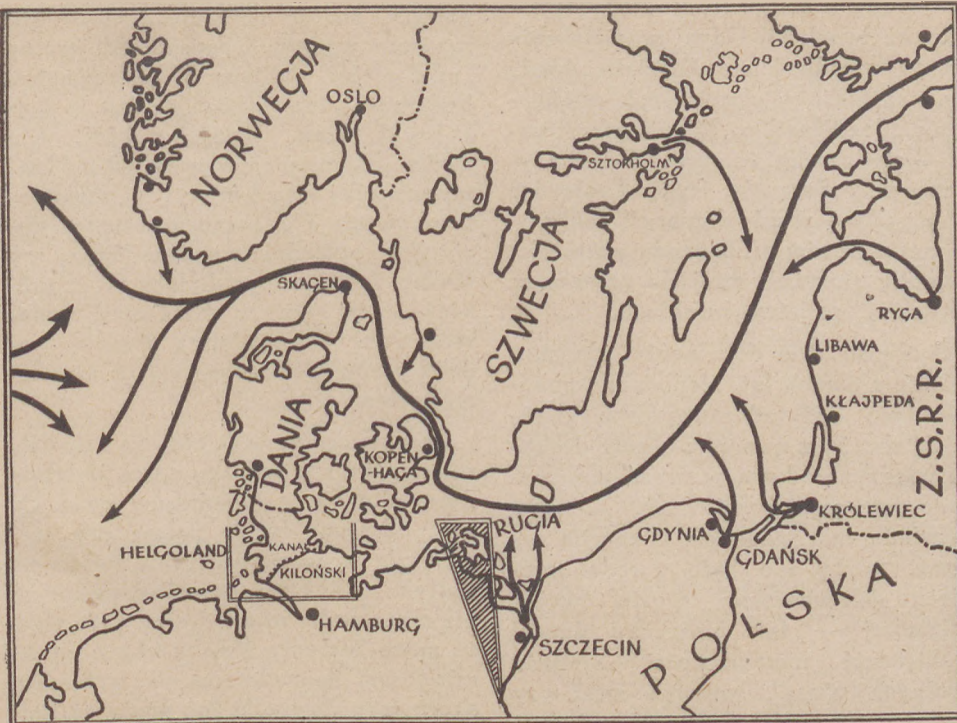 NORWEGJA
OSLO
SZTOKHOLM
SKAGEN
SZWECJA
RYGA
LIBAWA
KŁAJPEDA
Z.S.R.R.
DANIA
KOPEN-
HAGA
KRÓLEWIEC
RUGIA
GDYNIA
GDAŃSK
HELGOLAND
KANAŁ
KILOŃSKI
HAMBURG
SZCZECIN
POLSKA